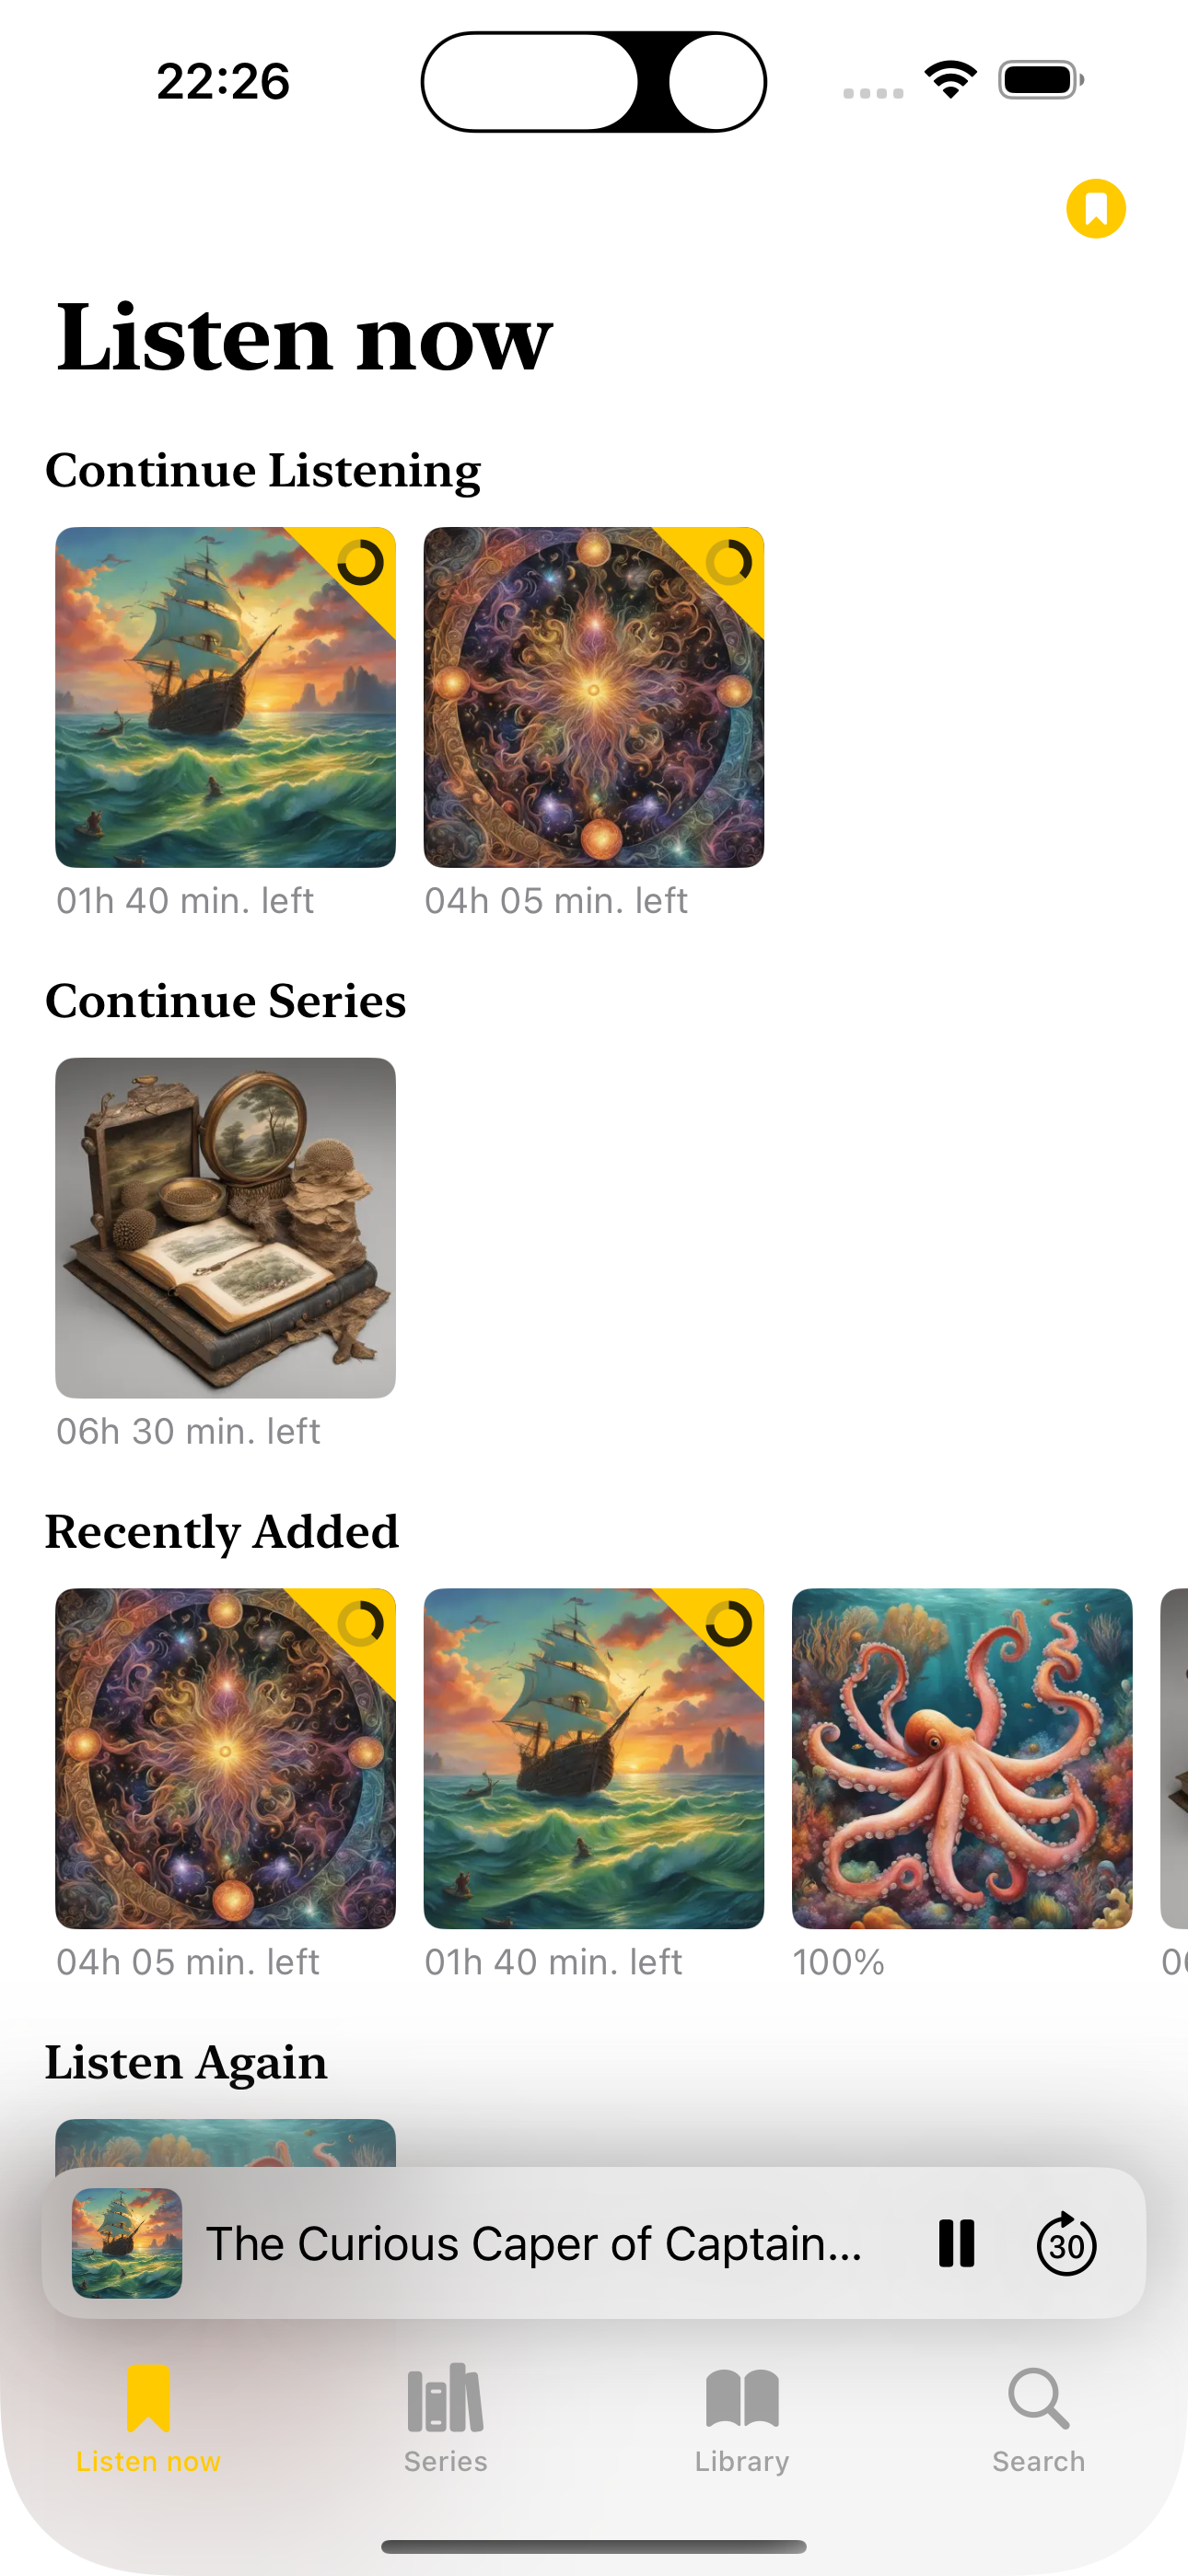 22:26
Listen now
Continue Listening
01h 40 min. left
04h 05 min. left
Continue Series
06h 30 min. left
Recently Added
04h 05 min. left
01h 40 min. left
100%
Listen Again
The Curious Caper of Captain...
30
Listen now
Series
Library
Search